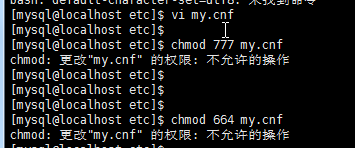 bash: default-character-set=utf8: 未找到命令
[mysql@localhost etc]$ vi my.cnf
[mysql@localhost etc]$
[mysql@localhost etc]$ chmod 777 my.cnf
chmod: 更改"my.cnf" 的权限: 不允许的操作
[mysql@localhost etc]$
[mysql@localhost etc]$
[mysql@localhost etc]$
[mysql@localhost etc]$ chmod 664 my.cnf
chmod: 更改"my.cnf" 的权限: 不允许的操作
[mysql@localhost etc]$